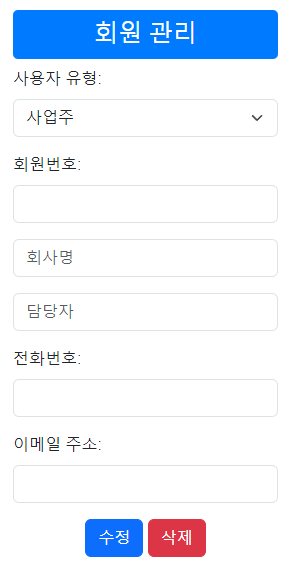 회원 관리
사용자 유형:
사업주
회원번호:
회사명
담당자
전화번호:
이메일 주소:
수정 삭제